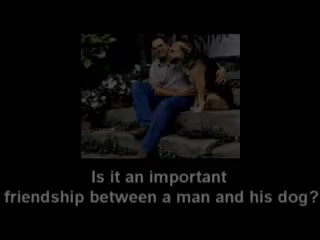 Is it an important
friendship between a man and his dog?